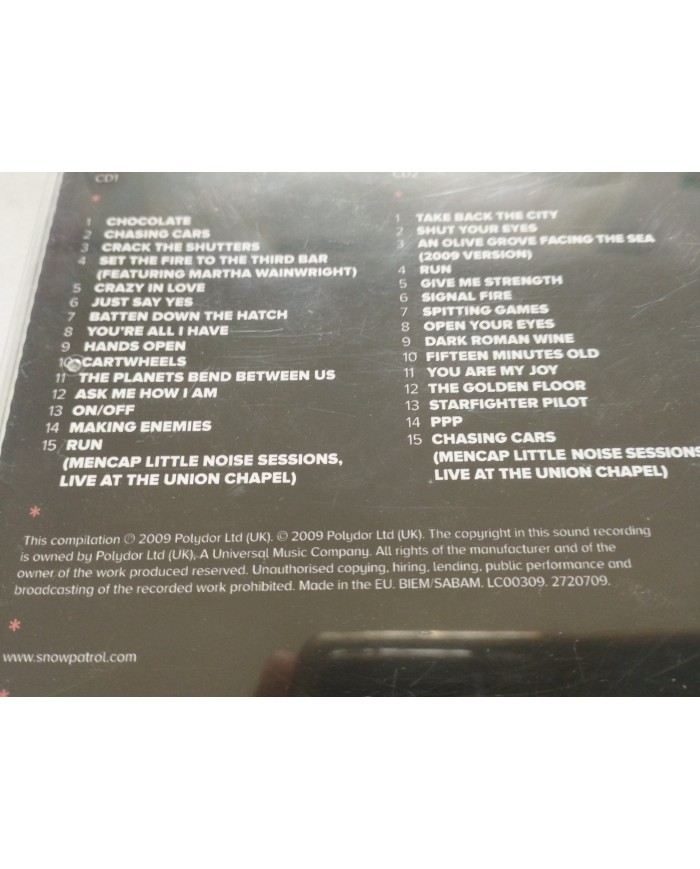 CD1
1 CHOCOLATE
2 CHASING CARS
3 CRACK THE SHUTTERS
4 SET THE FIRE TO THE THIRD BAR
(FEATURING MARTHA WAINWRIGHT)
5 CRAZY IN LOVE
6 JUST SAY YES
7 BATTEN DOWN THE HATCH
8 YOU'RE ALL I HAVE
9 HANDS OPEN
10 CARTWHEELS
11 THE PLANETS BEND BETWEEN US
12 ASK ME HOW I AM
13 ON/OFF
14 MAKING ENEMIES
15 RUN
(MENCAP LITTLE NOISE SESSIONS,
LIVE AT THE UNION CHAPEL)
CD2
1 TAKE BACK THE CITY
2 SHUT YOUR EYES
3 AN OLIVE GROVE FACING THE SEA
(2009 VERSION)
4 RUN
5 GIVE ME STRENGTH
6 SIGNAL FIRE
7 SPITTING GAMES
8 OPEN YOUR EYES
9 DARK ROMAN WINE
10 FIFTEEN MINUTES OLD
11 YOU ARE MY JOY
12 THE GOLDEN FLOOR
13 STARFIGHTER PILOT
14 PPP
15 CHASING CARS
(MENCAP LITTLE NOISE SESSIONS
LIVE AT THE UNION CHAPEL)
This compilation ℗ 2009 Polydor Ltd (UK). © 2009 Polydor Ltd (UK). The copyright in this sound recording
is owned by Polydor Ltd (UK), A Universal Music Company. All rights of the manufacturer and of the
owner of the work produced reserved. Unauthorised copying, hiring, lending, public performance and
broadcasting of the recorded work prohibited. Made in the EU. BIEM/SABAM. LC00309. 2720709.
www.snowpatrol.com